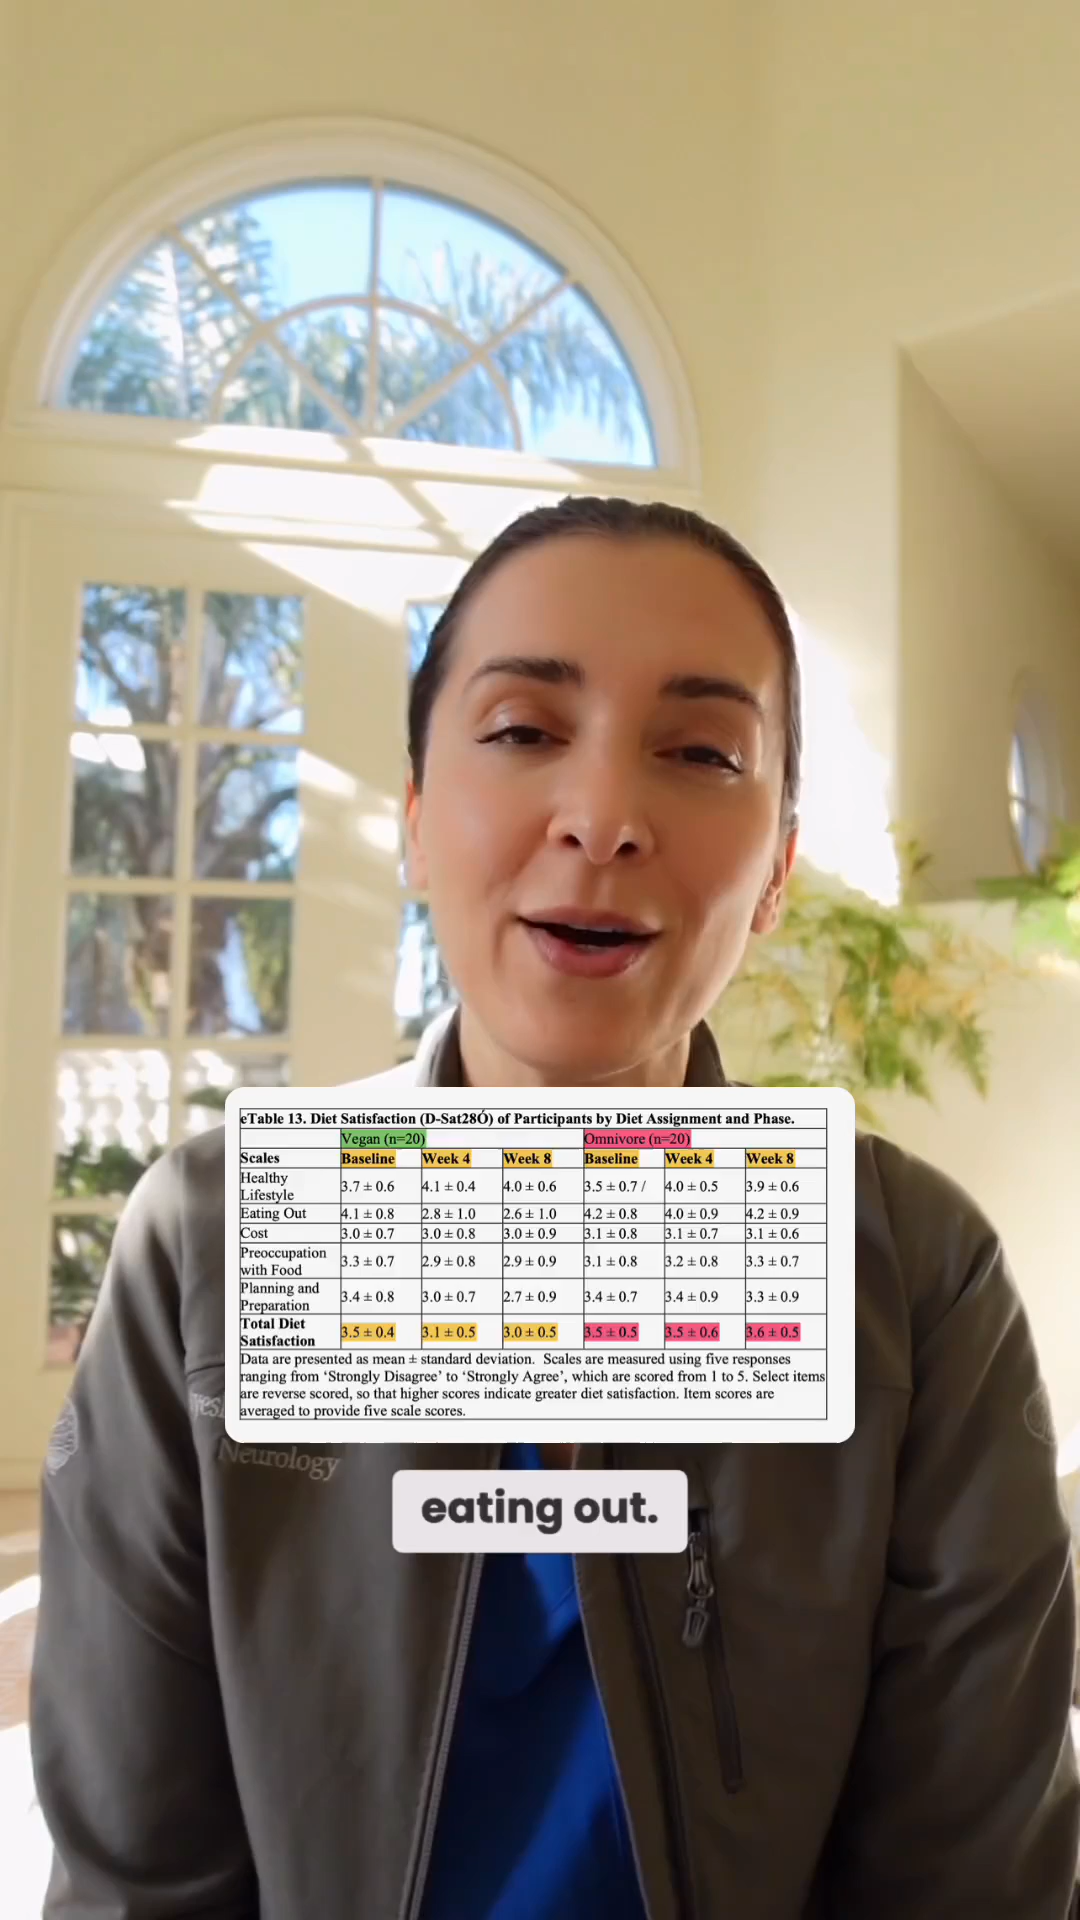 eTable 13. Diet Satisfaction (D-Sat28Ó) of Participants by Diet Assignment and Phase.
Vegan (n=20) Omnivore (n=20)
Scales Baseline Week 4 Week 8 Baseline Week 4 Week 8
Healthy
Lifestyle 3.7 ± 0.6 4.1 ± 0.4 4.0 ± 0.6 3.5 ± 0.7 / 4.0 ± 0.5 3.9 ± 0.6
Eating Out 4.1 ± 0.8 2.8 ± 1.0 2.6 ± 1.0 4.2 ± 0.8 4.0 ± 0.9 4.2 ± 0.9
Cost 3.0 ± 0.7 3.0 ± 0.8 3.0 ± 0.9 3.1 ± 0.8 3.1 ± 0.7 3.1 ± 0.6
Preoccupation
with Food 3.3 ± 0.7 2.9 ± 0.8 2.9 ± 0.9 3.1 ± 0.8 3.2 ± 0.8 3.3 ± 0.7
Planning and
Preparation 3.4 ± 0.8 3.0 ± 0.7 2.7 ± 0.9 3.4 ± 0.7 3.4 ± 0.9 3.3 ± 0.9
Total Diet
Satisfaction 3.5 ± 0.4 3.1 ± 0.5 3.0 ± 0.5 3.5 ± 0.5 3.5 ± 0.6 3.6 ± 0.5
Data are presented as mean ± standard deviation. Scales are measured using five responses
ranging from ‘Strongly Disagree’ to ‘Strongly Agree’, which are scored from 1 to 5. Select items
are reverse scored, so that higher scores indicate greater diet satisfaction. Item scores are
averaged to provide five scale scores.
Neurology
eating out.